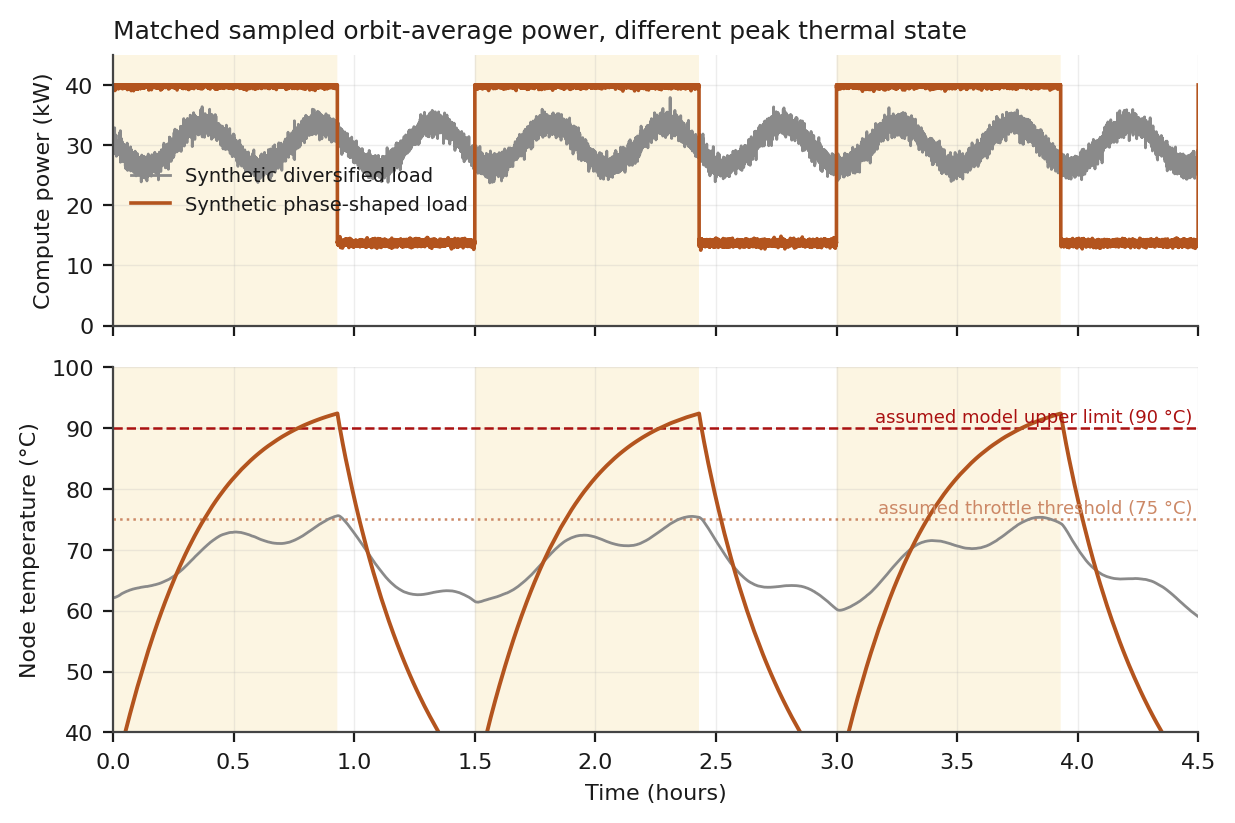 Matched sampled orbit-average power, different peak thermal state
Compute power (kW)
40
30
20
10
0
Synthetic diversified load
Synthetic phase-shaped load
Node temperature (°C)
100
90
80
70
60
50
40
assumed model upper limit (90 °C)
assumed throttle threshold (75 °C)
0.0 0.5 1.0 1.5 2.0 2.5 3.0 3.5 4.0 4.5
Time (hours)